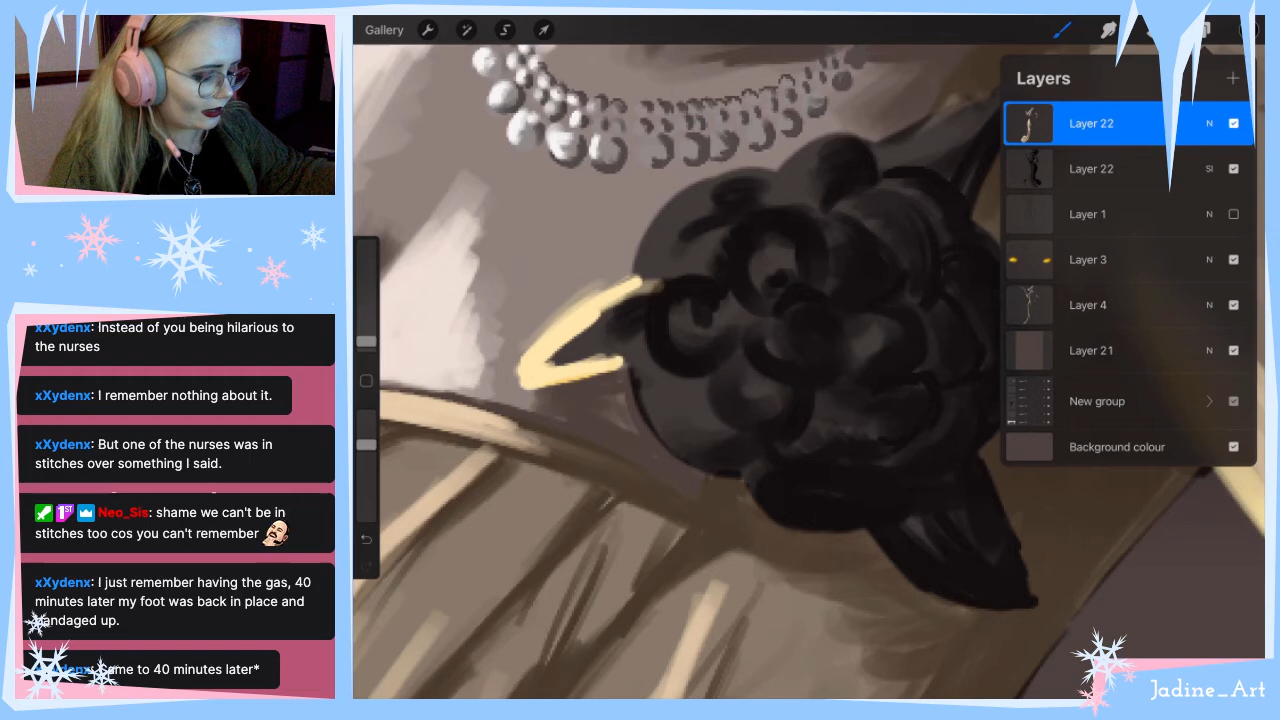 Gallery
Layers
Layer 22
N
Layer 22
SI
Layer 1
N
Layer 3
N
Layer 4
N
Layer 21
N
New group
Background colour
xXydenx: Instead of you being hilarious to
the nurses
xXydenx: I remember nothing about it.
xXydenx: But one of the nurses was in
stitches over something I said.
1ST Neo_Sis: shame we can't be in
stitches too cos you can't remember
xXydenx: I just remember having the gas, 40
minutes later my foot was back in place and
bandaged up.
to 40 minutes later*
Jadine_Art